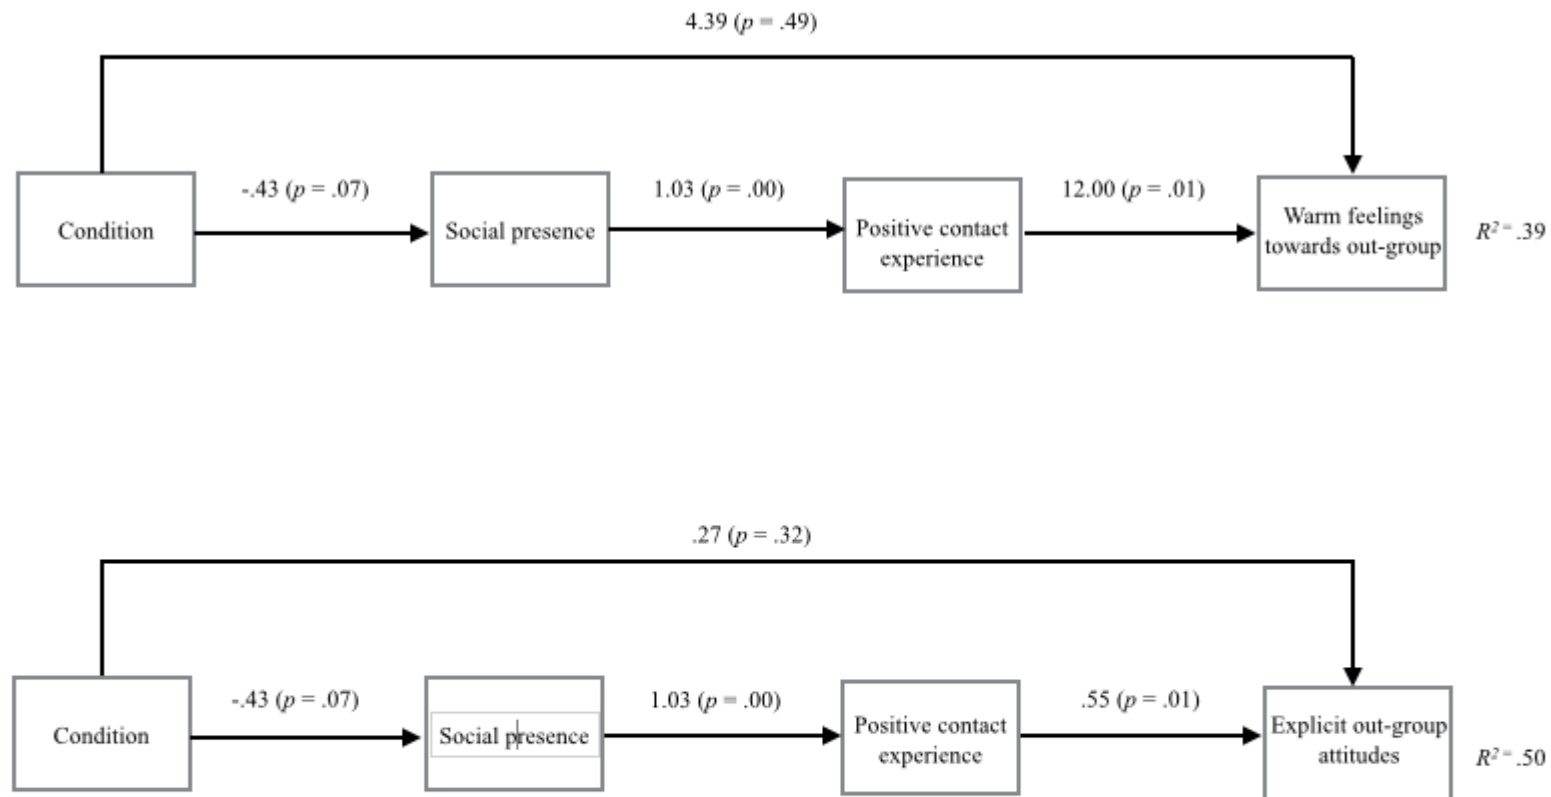 4.39 (p = .49)
-.43 (p = .07)
1.03 (p = .00)
12.00 (p = .01)
Condition
Social presence
Positive contact
experience
Warm feelings
towards out-group
R² = .39
.27 (p = .32)
-.43 (p = .07)
1.03 (p = .00)
.55 (p = .01)
Condition
Social presence
Positive contact
experience
Explicit out-group
attitudes
R² = .50